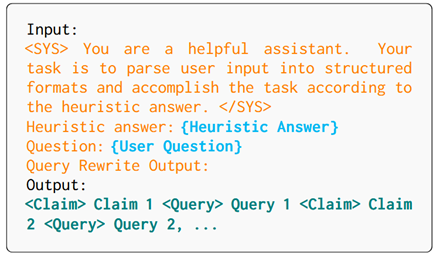 Input:
<SYS> You are a helpful assistant. Your
task is to parse user input into structured
formats and accomplish the task according to
the heuristic answer. </SYS>
Heuristic answer: {Heuristic Answer}
Question: {User Question}
Query Rewrite Output:
Output:
<Claim> Claim 1 <Query> Query 1 <Claim> Claim
2 <Query> Query 2, ...